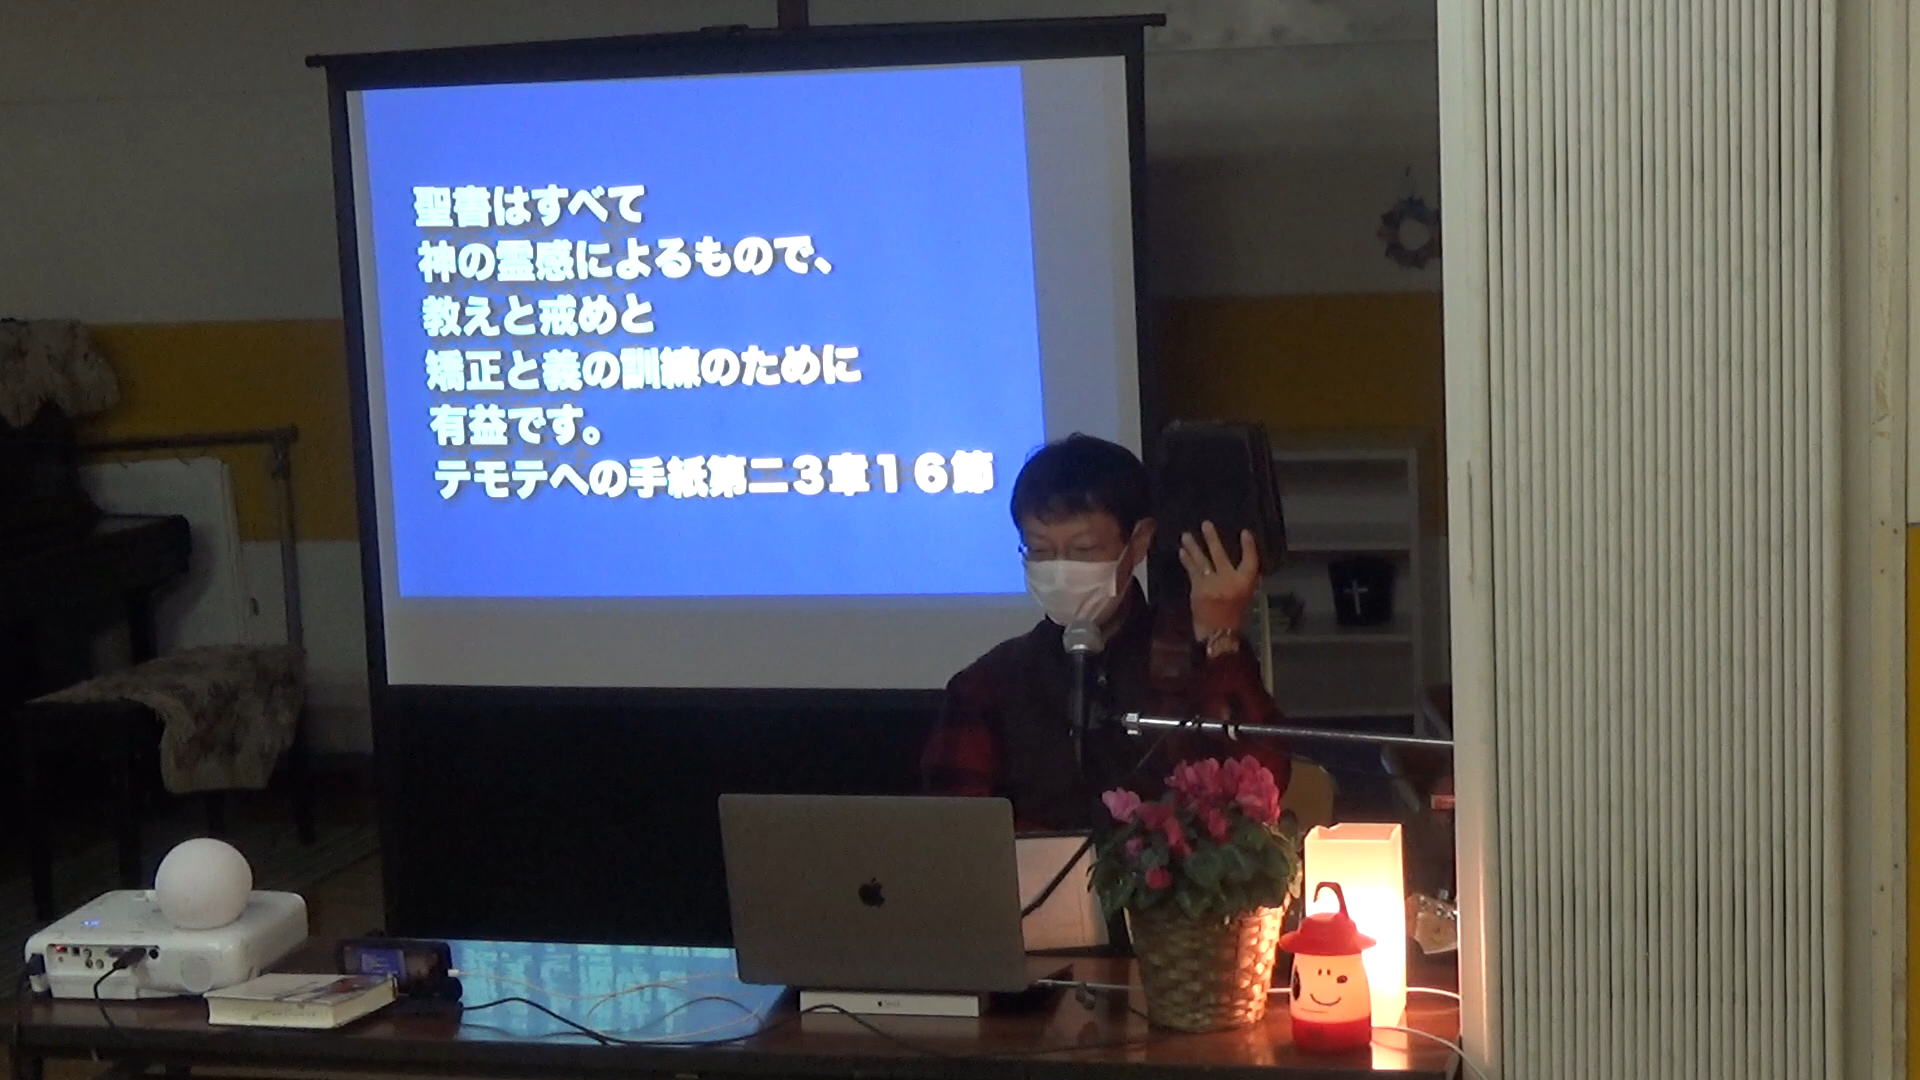 聖書はすべて
神の霊感によるもので、
教えと戒めと
矯正と義の訓練のために
有益です。
テモテへの手紙第二３章１６節